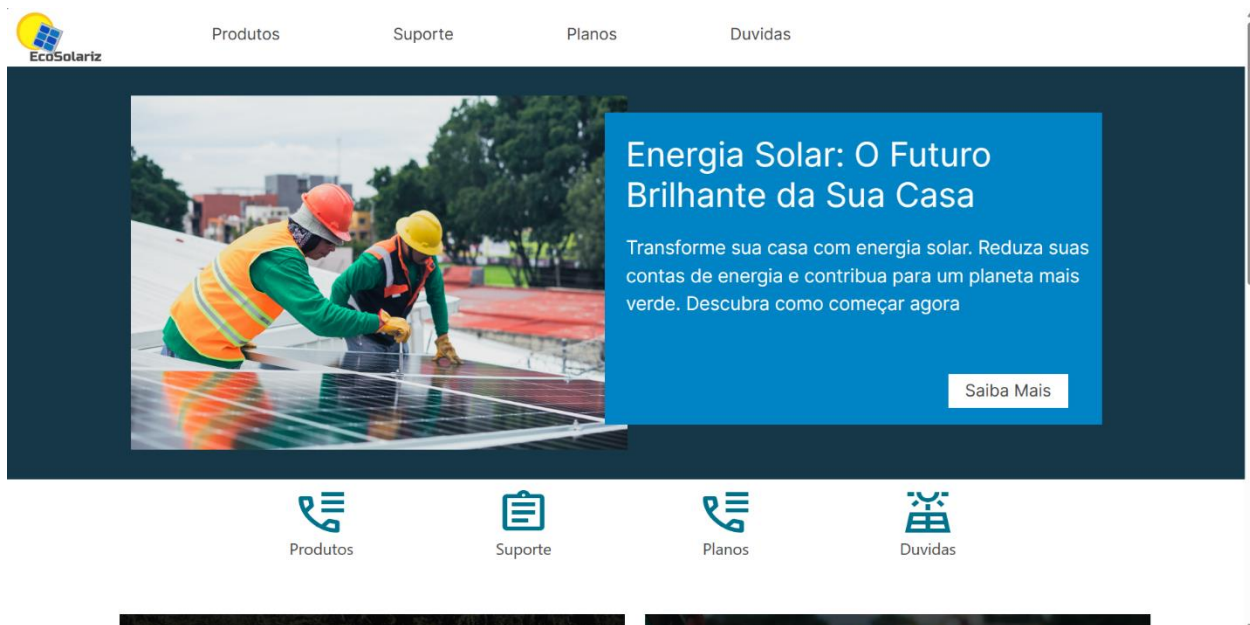 EcoSolariz
Produtos Suporte Planos Duvidas
Energia Solar: O Futuro
Brilhante da Sua Casa
Transforme sua casa com energia solar. Reduza suas
contas de energia e contribua para um planeta mais
verde. Descubra como começar agora
Saiba Mais
Produtos Suporte Planos Duvidas